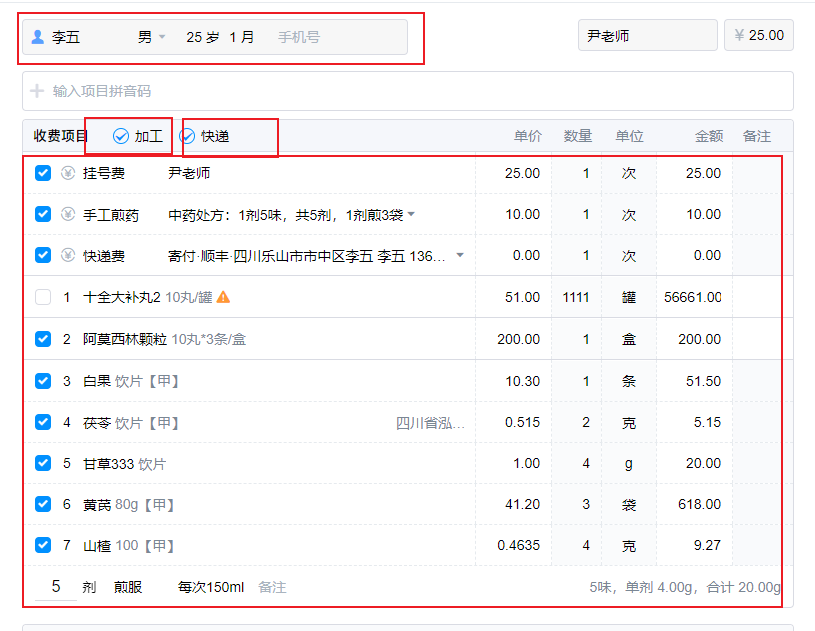 李五 男 25 岁 1 月 手机号 尹老师 ¥ 25.00
输入项目拼音码
收费项目 加工 快递 单价 数量 单位 金额 备注
挂号费 尹老师 25.00 1 次 25.00
手工煎药 中药处方：1剂5味，共5剂，1剂煎3袋 10.00 1 次 10.00
快递费 寄付·顺丰·四川乐山市市中区李五 李五 136... 0.00 1 次 0.00
1 十全大补丸2 10丸/罐 51.00 1111 罐 56661.00
2 阿莫西林颗粒 10丸*3条/盒 200.00 1 盒 200.00
3 白果 饮片【甲】 10.30 1 条 51.50
4 茯苓 饮片【甲】 四川省泓... 0.515 2 克 5.15
5 甘草333 饮片 1.00 4 g 20.00
6 黄芪 80g【甲】 41.20 3 袋 618.00
7 山楂 100【甲】 0.4635 4 克 9.27
5 剂 煎服 每次150ml 备注 5味，单剂 4.00g，合计 20.00g